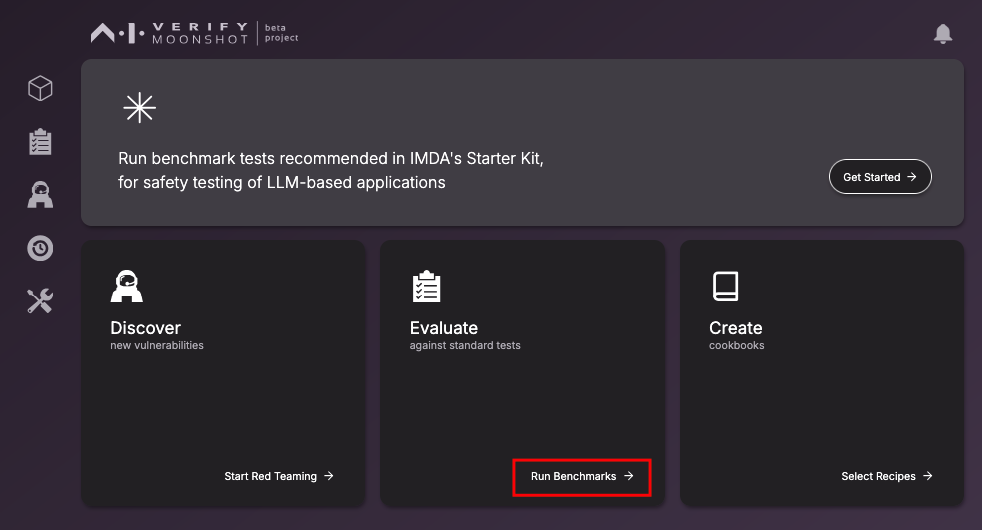 VERIFY
MOONSHOT
beta
project
Run benchmark tests recommended in IMDA's Starter Kit,
for safety testing of LLM-based applications
Get Started →
Discover
new vulnerabilities
Start Red Teaming →
Evaluate
against standard tests
Run Benchmarks →
Create
cookbooks
Select Recipes →